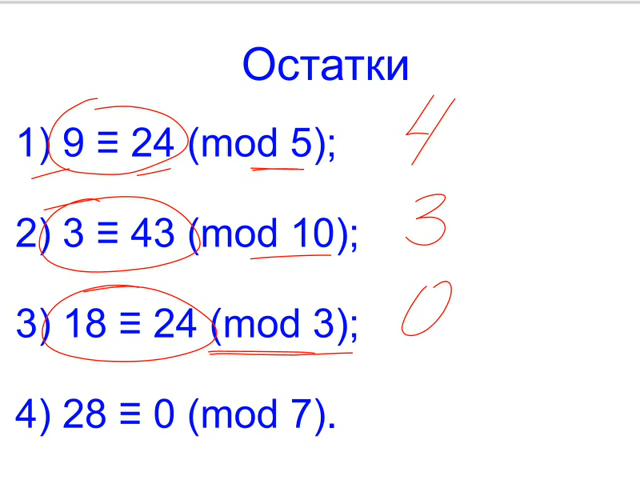 Остатки
1) 9 ≡ 24 (mod 5); 4
2) 3 ≡ 43 (mod 10); 3
3) 18 ≡ 24 (mod 3); 0
4) 28 ≡ 0 (mod 7).